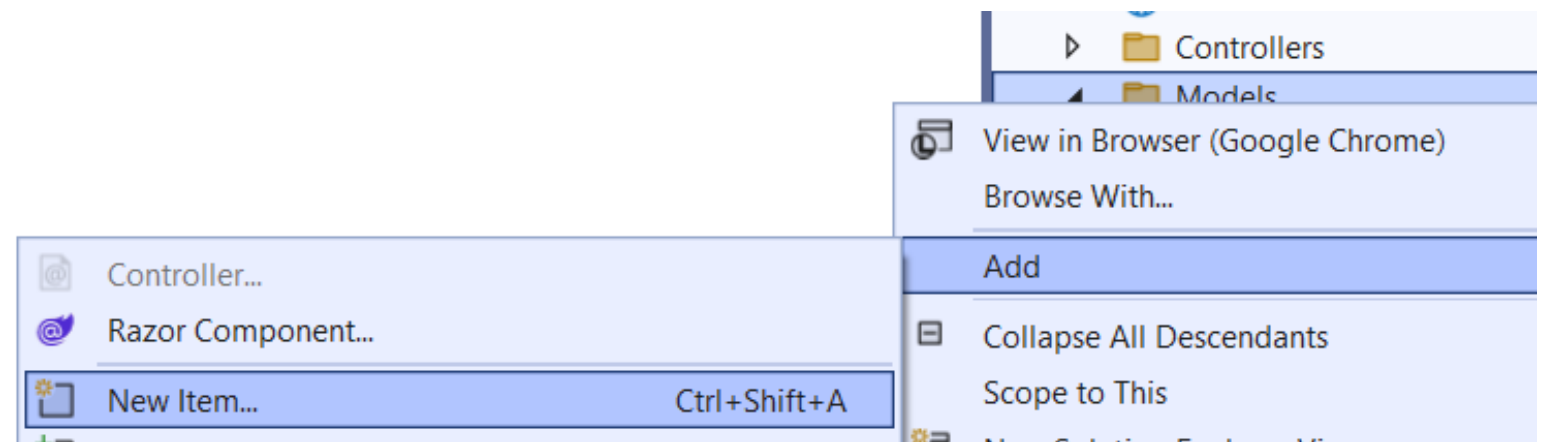 Controllers
Models
View in Browser (Google Chrome)
Browse With...
Add
Controller...
Razor Component...
New Item... Ctrl+Shift+A
Collapse All Descendants
Scope to This